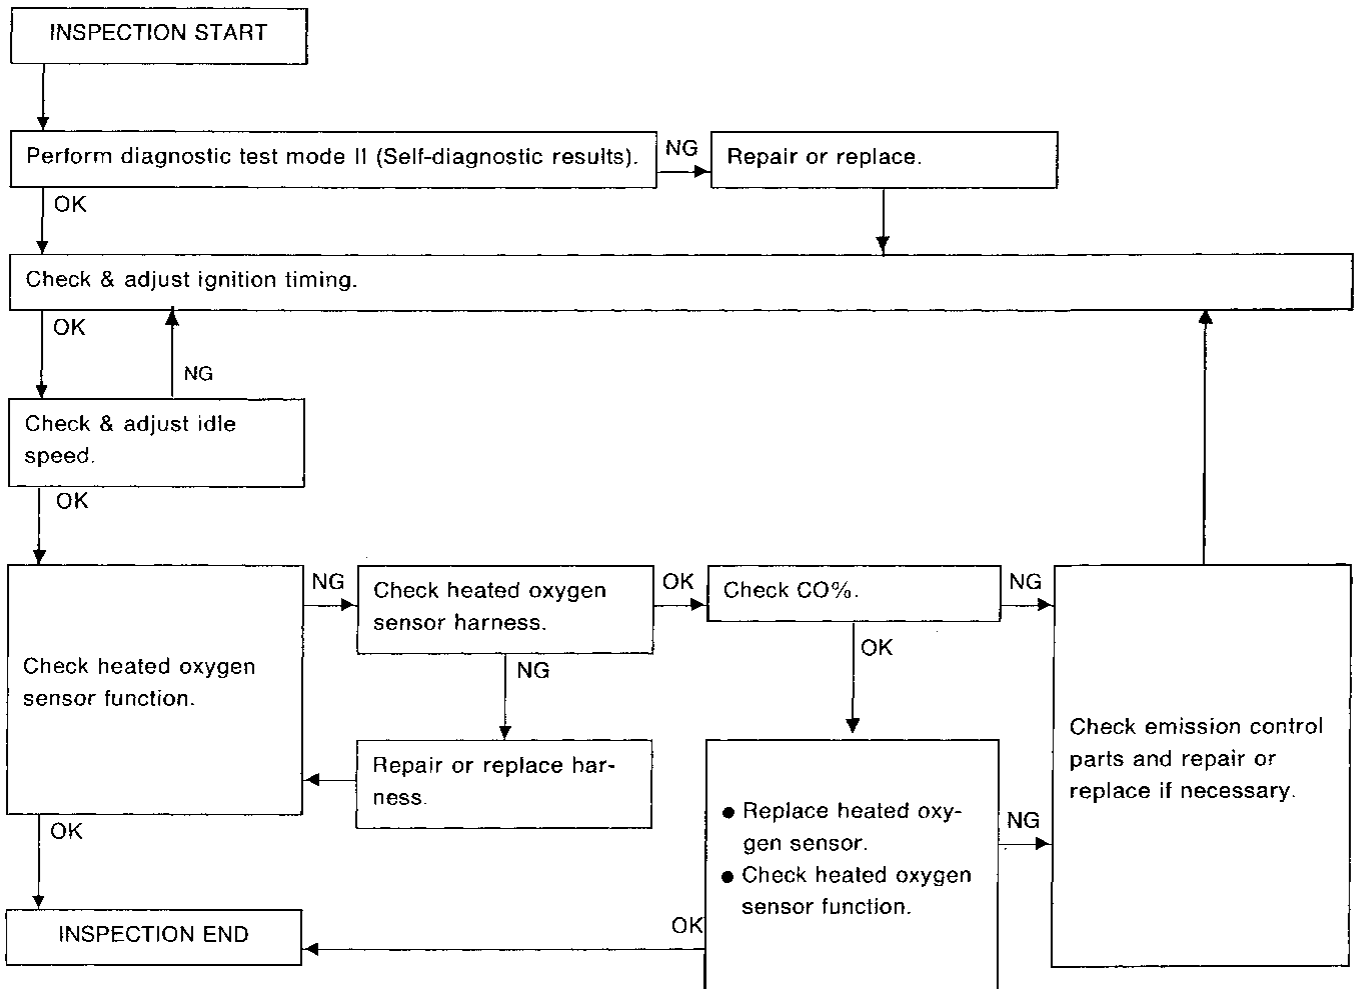 INSPECTION START
Perform diagnostic test mode II (Self-diagnostic results).
NG
Repair or replace.
OK
Check & adjust ignition timing.
OK
NG
Check & adjust idle
speed.
OK
Check heated oxygen
sensor function.
NG
Check heated oxygen
sensor harness.
OK
Check CO%.
NG
NG
OK
Repair or replace har-
ness.
Check emission control
parts and repair or
replace if necessary.
● Replace heated oxy-
gen sensor.
● Check heated oxygen
sensor function.
NG
OK
INSPECTION END
OK